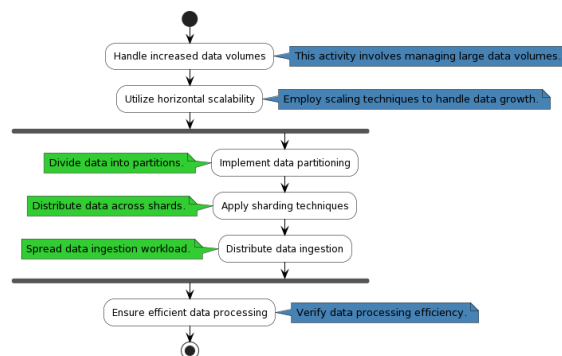 Handle increased data volumes
This activity involves managing large data volumes.
Utilize horizontal scalability
Employ scaling techniques to handle data growth.
Divide data into partitions.
Implement data partitioning
Distribute data across shards.
Apply sharding techniques
Spread data ingestion workload.
Distribute data ingestion
Ensure efficient data processing
Verify data processing efficiency.